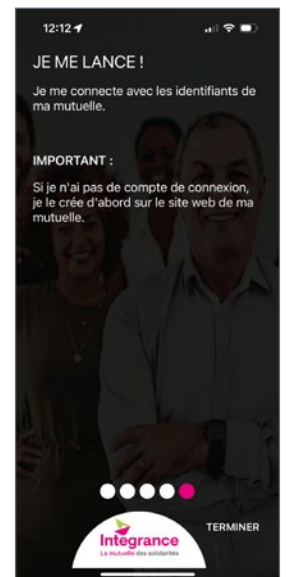 12:12
JE ME LANCE !
Je me connecte avec les identifiants de
ma mutuelle.
IMPORTANT :
Si je n'ai pas de compte de connexion,
je le crée d'abord sur le site web de ma
mutuelle.
Intégrance
La mutuelle des solidarités
TERMINER